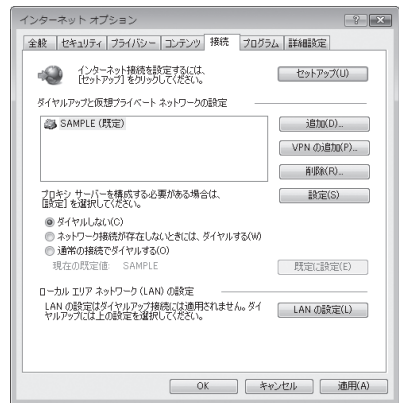 インターネット オプション
全般 セキュリティ プライバシー コンテンツ 接続 プログラム 詳細設定
インターネット接続を設定するには、
[セットアップ] をクリックしてください。
セットアップ(U)
ダイヤルアップと仮想プライベート ネットワークの設定
SAMPLE (既定)
追加(D)...
VPN の追加(P)...
削除(R)...
プロキシ サーバーを構成する必要がある場合は、
[設定] を選択してください。
設定(S)
ダイヤルしない(C)
ネットワーク接続が存在しないときには、ダイヤルする(W)
通常の接続でダイヤルする(O)
現在の既定値: SAMPLE
既定に設定(E)
ローカル エリア ネットワーク (LAN) の設定
LAN の設定はダイヤルアップ接続には適用されません。ダイ
ヤルアップには上の設定を選択してください。
LAN の設定(L)
OK キャンセル 適用(A)